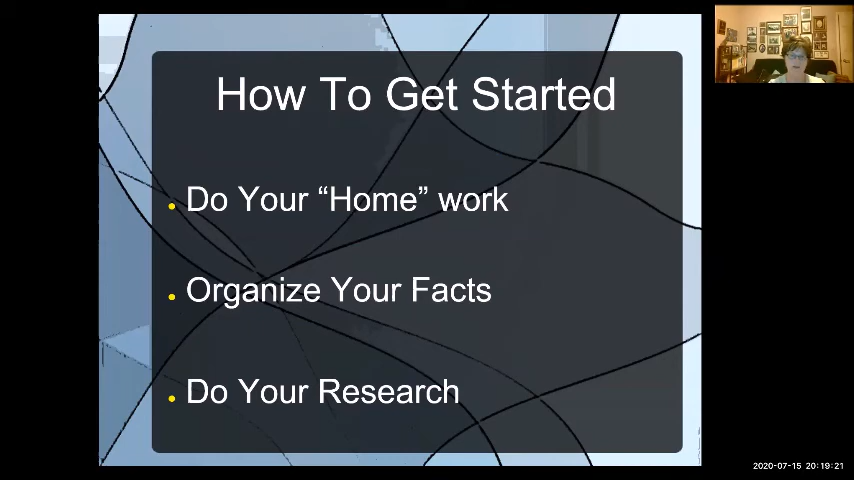 How To Get Started
Do Your “Home” work
Organize Your Facts
Do Your Research
2020-07-15 20:19:21